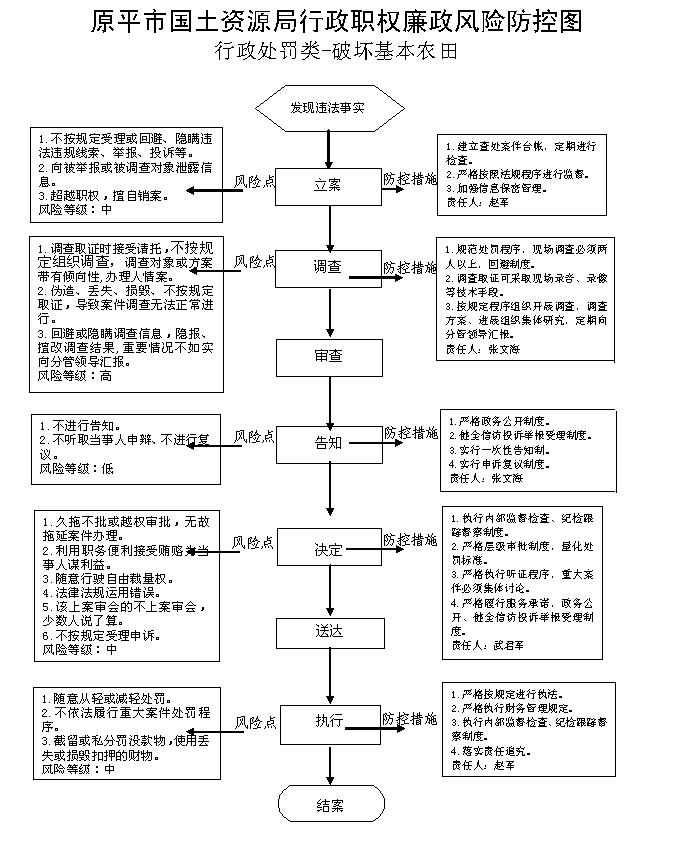 原平市国土资源局行政职权廉政风险防控图
行政处罚类-破坏基本农田
发现违法事实
1.不按规定受理或回避、隐瞒违
法违规线索、举报、投诉等。
2.向被举报或被调查对象泄露信
息。
3.超越职权,擅自销案。
风险等级:中
风险点
立案
防控措施
1.建立查处案件台帐,定期进行
检查。
2.严格按照法规程序进行监督。
3.加强信息保密管理。
责任人:赵军
1.调查取证时接受请托,不按规
定组织调查,调查对象或方案
带有倾向性,办理人情案。
2.伪造、丢失、损毁、不按规定
取证,导致案件调查无法正常进
行。
3.回避或隐瞒调查信息,隐报、
擅改调查结果,重要情况不如实
向分管领导汇报。
风险等级:高
风险点
调查
防控措施
1.规范处罚程序,现场调查必须两
人以上,回避制度。
2.调查取证可采取现场录音、录像
等技术手段。
3.按规定程序组织开展调查,调查
方案、进展组织集体研究,定期向
分管领导汇报。
责任人:张文海
审查
1.不进行告知。
2.不听取当事人申辩、不进行复
议。
风险等级:低
风险点
告知
防控措施
1.严格政务公开制度。
2.健全信访投诉举报受理制度。
3.实行一次性告知制。
4.实行申诉复议制度。
责任人:张文海
1.久拖不批或越权审批,无故
拖延案件办理。
2.利用职务便利接受贿赂为当
事人谋利益。
3.随意行驶自由裁量权。
4.法律法规运用错误。
5.该上案审会的不上案审会,
少数人说了算。
6.不按规定受理申诉。
风险等级:中
风险点
决定
防控措施
1.执行内部监督检查、纪检跟
踪督察制度。
2.严格层级审批制度,量化处
罚标准。
3.严格执行听证程序,重大案
件必须集体讨论。
4.严格履行服务承诺,政务公
开、健全信访投诉举报受理制
度。
责任人:武君军
送达
1.随意从轻或减轻处罚。
2.不依法履行重大案件处罚程
序。
3.截留或私分罚没款物,使用丢
失或损毁扣押的财物。
风险等级:中
风险点
执行
防控措施
1.严格按规定进行执法。
2.严格执行财务管理规定。
3.执行内部监督检查、纪检跟踪督
察制度。
4.落实责任追究。
责任人:赵军
结案